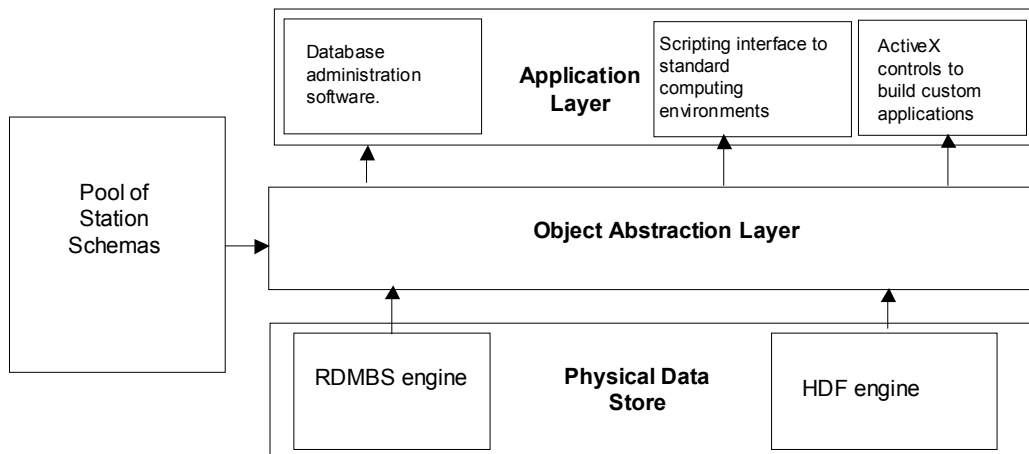 Database
administration
software.
Application
Layer
Scripting interface to
standard
computing
environments
ActiveX
controls to
build custom
applications
Pool of
Station
Schemas
Object Abstraction Layer
RDMBS engine
Physical Data
Store
HDF engine